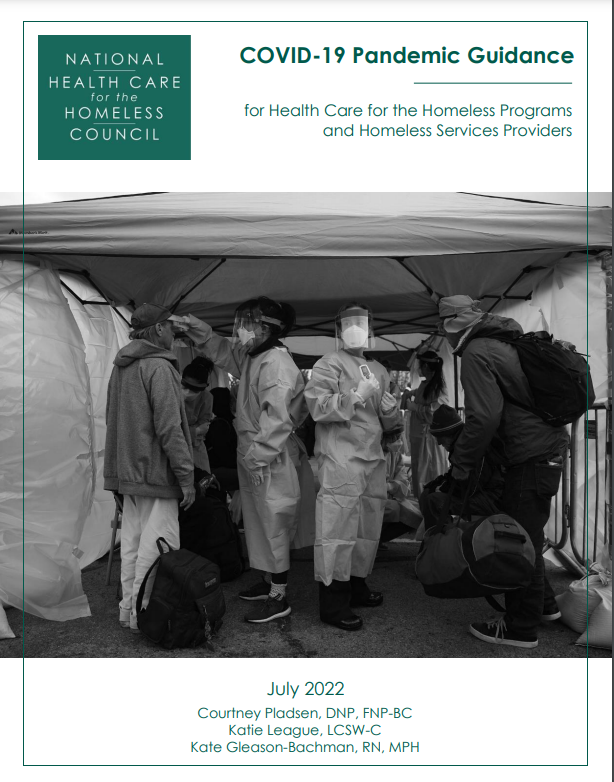 NATIONAL
HEALTH CARE
for the
HOMELESS
COUNCIL
COVID-19 Pandemic Guidance
for Health Care for the Homeless Programs
and Homeless Services Providers
July 2022
Courtney Pladsen, DNP, FNP-BC
Katie League, LCSW-C
Kate Gleason-Bachman, RN, MPH